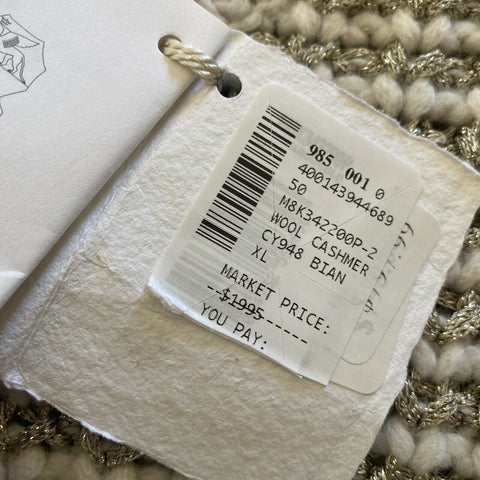 985 001 0
400143944689
50
M8K342200P-2
WOOL CASHMER
CY948 BIAN
XL
MARKET PRICE:
--$1995-----
YOU PAY: